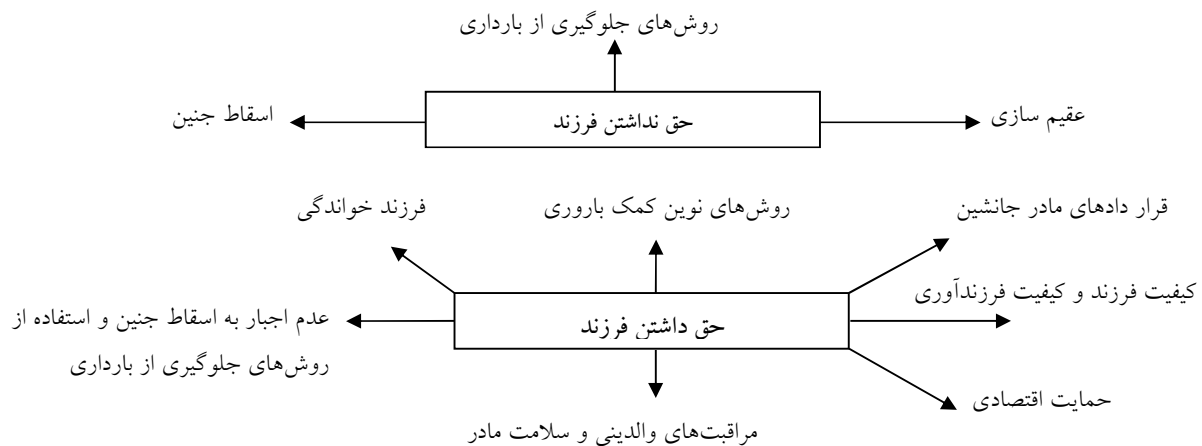 روش‌های جلوگیری از بارداری
عقیم سازی
حق نداشتن فرزند
اسقاط جنین
قرار دادهای مادر جانشین
روش‌های نوین کمک باروری
فرزند خواندگی
کیفیت فرزند و کیفیت فرزندآوری
حق داشتن فرزند
عدم اجبار به اسقاط جنین و استفاده از
روش‌های جلوگیری از بارداری
حمایت اقتصادی
مراقبت‌های والدینی و سلامت مادر